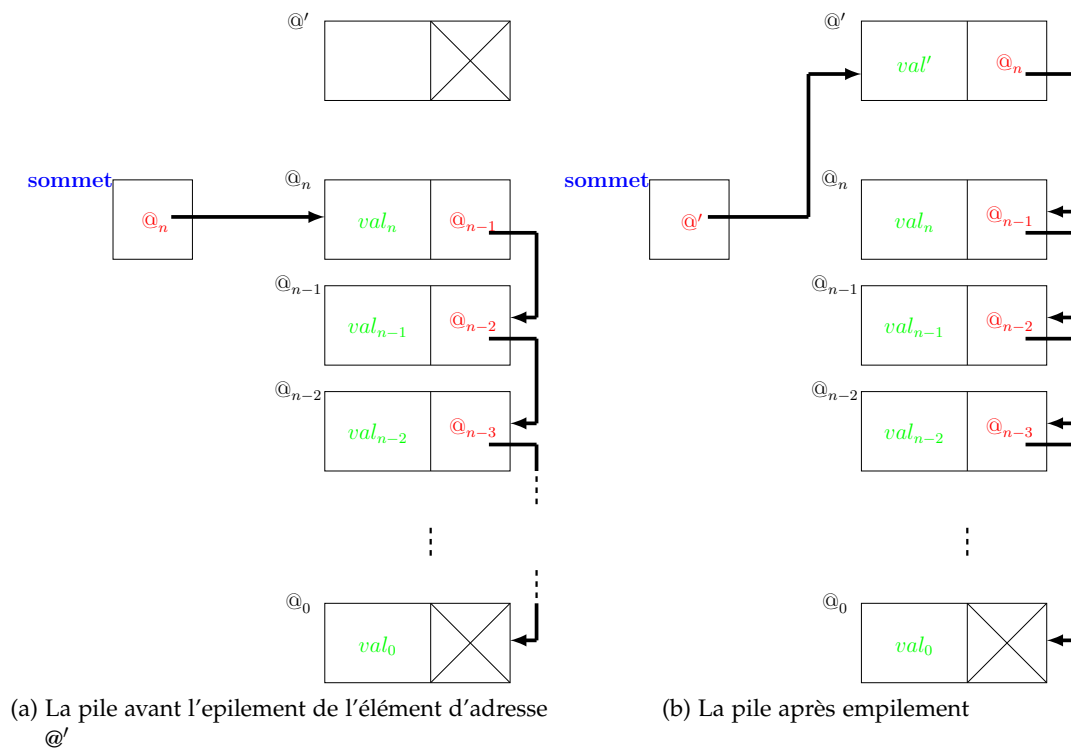 @'
sommet
@ₙ
@ₙ
valₙ
@ₙ₋₁
@ₙ₋₁
valₙ₋₁
@ₙ₋₂
@ₙ₋₂
valₙ₋₂
@ₙ₋₃
@₀
val₀
(a) La pile avant l'epilement de l'élément d'adresse
@'
@'
val'
@ₙ
sommet
@'
@ₙ
valₙ
@ₙ₋₁
@ₙ₋₁
valₙ₋₁
@ₙ₋₂
@ₙ₋₂
valₙ₋₂
@ₙ₋₃
@₀
val₀
(b) La pile après empilement